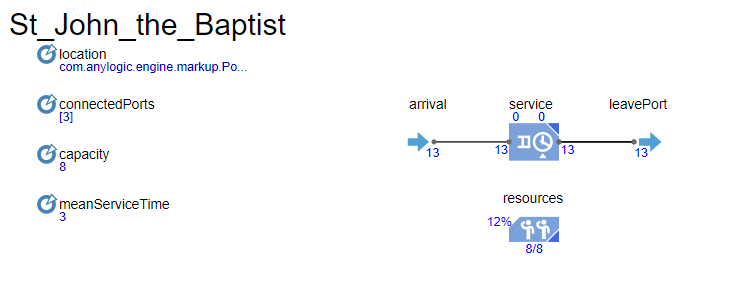 St_John_the_Baptist
location
com.anylogic.engine.markup.Po...
connectedPorts
[3]
capacity
8
meanServiceTime
3
arrival
service
leavePort
0 0
13
13
13
13
resources
12%
8/8